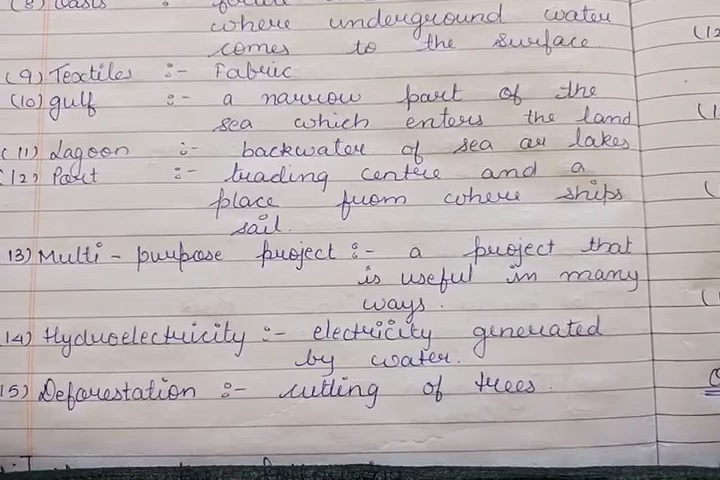 (8) Oasis :
where underground water
comes to the surface
(9) Textiles :- Fabric
(10) gulf :- a narrow part of the
sea which enters the land
(11) Lagoon :- backwater of sea or lakes
(12) Port :- trading centre and a
place from where ships
sail.
13) Multi-purpose project :- a project that
is useful in many
ways.
14) Hydroelectricity :- electricity generated
by water.
15) Deforestation :- cutting of trees.